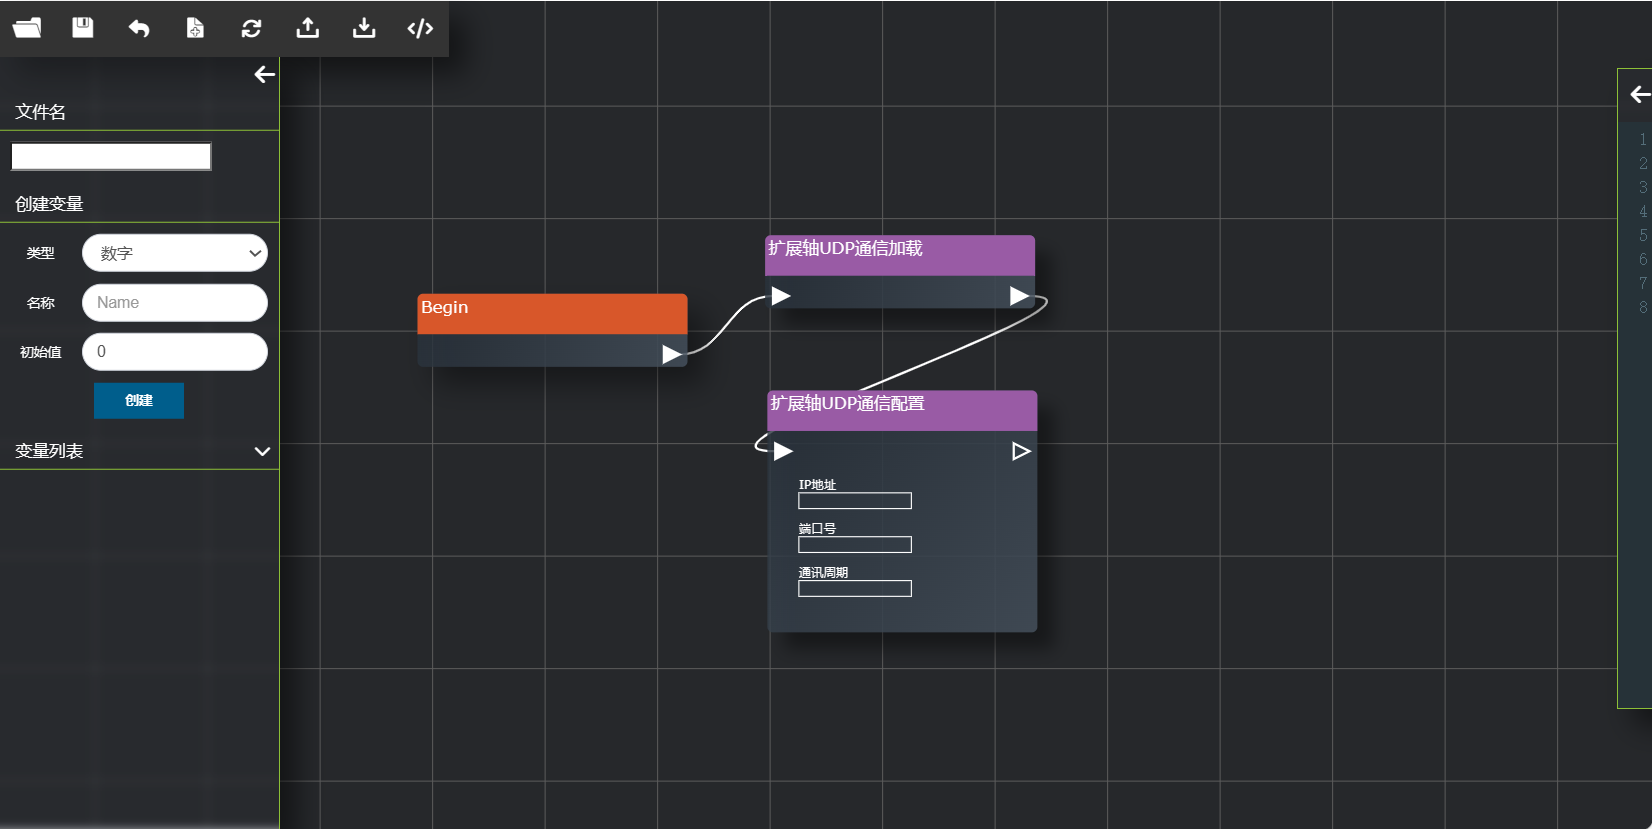 文件名
创建变量
类型
数字
名称
Name
初始值
0
创建
变量列表
Begin
扩展轴UDP通信加载
扩展轴UDP通信配置
IP地址
端口号
通讯周期
1
2
3
4
5
6
7
8